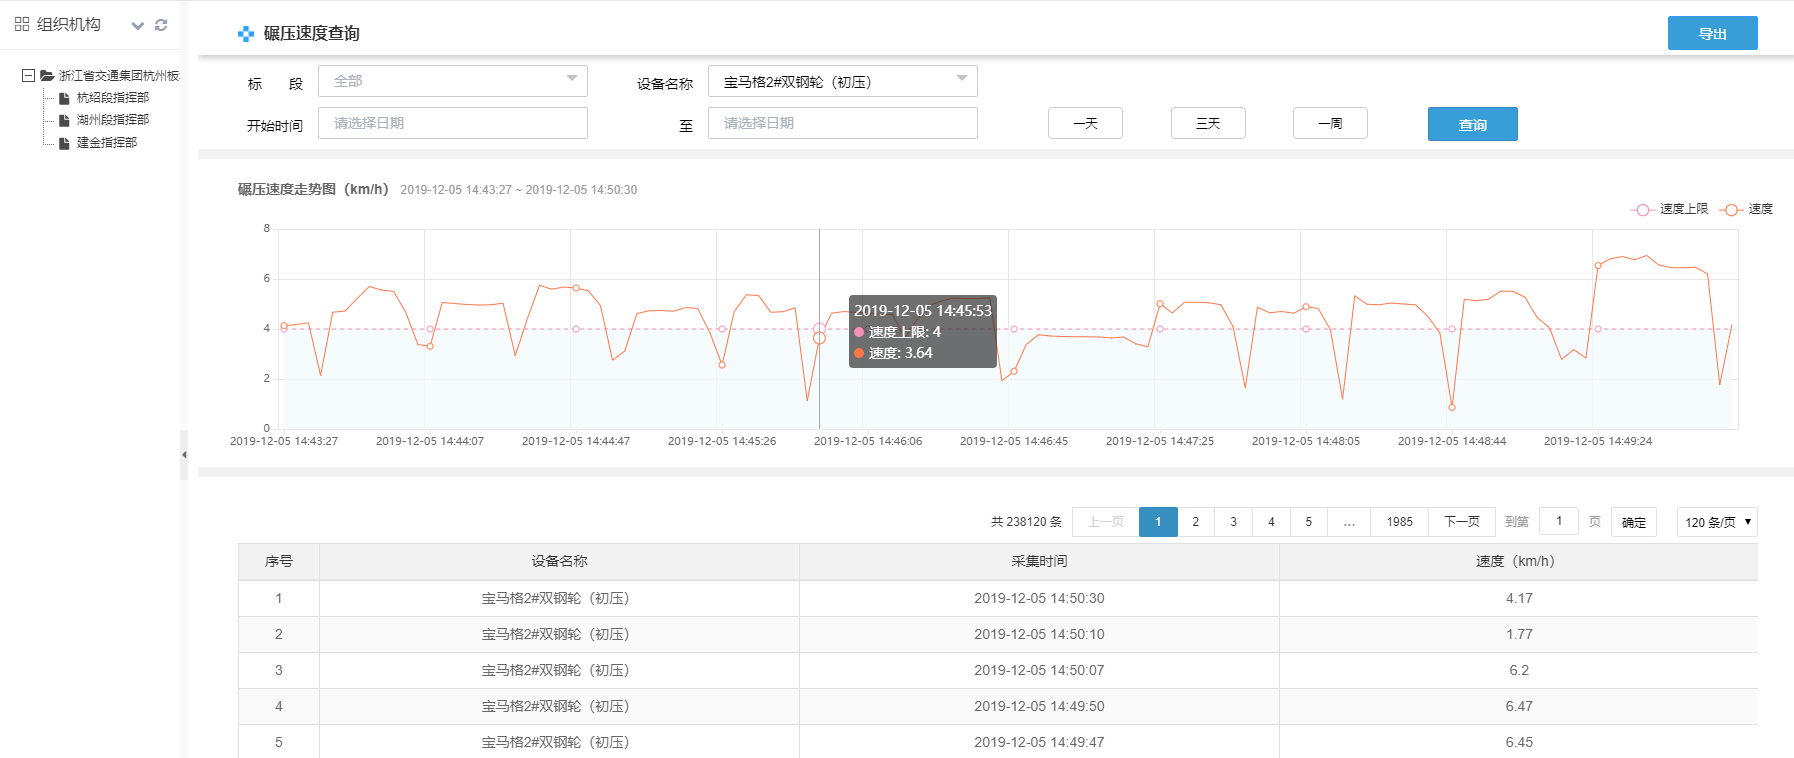 组织机构
浙江省交通集团杭州板
杭绍段指挥部
湖州段指挥部
建金指挥部
碾压速度查询
导出
标 段 全部 设备名称 宝马格2#双钢轮（初压）
开始时间 请选择日期 至 请选择日期 一天 三天 一周 查询
碾压速度走势图（km/h） 2019-12-05 14:43:27 ~ 2019-12-05 14:50:30
速度上限 速度
8
6
4
2
0
2019-12-05 14:45:53
速度上限: 4
速度: 3.64
2019-12-05 14:43:27 2019-12-05 14:44:07 2019-12-05 14:44:47 2019-12-05 14:45:26 2019-12-05 14:46:06 2019-12-05 14:46:45 2019-12-05 14:47:25 2019-12-05 14:48:05 2019-12-05 14:48:44 2019-12-05 14:49:24
共 238120 条 上一页 1 2 3 4 5 … 1985 下一页 到第 1 页 确定 120 条/页
序号 设备名称 采集时间 速度（km/h）
1 宝马格2#双钢轮（初压） 2019-12-05 14:50:30 4.17
2 宝马格2#双钢轮（初压） 2019-12-05 14:50:10 1.77
3 宝马格2#双钢轮（初压） 2019-12-05 14:50:07 6.2
4 宝马格2#双钢轮（初压） 2019-12-05 14:49:50 6.47
5 宝马格2#双钢轮（初压） 2019-12-05 14:49:47 6.45